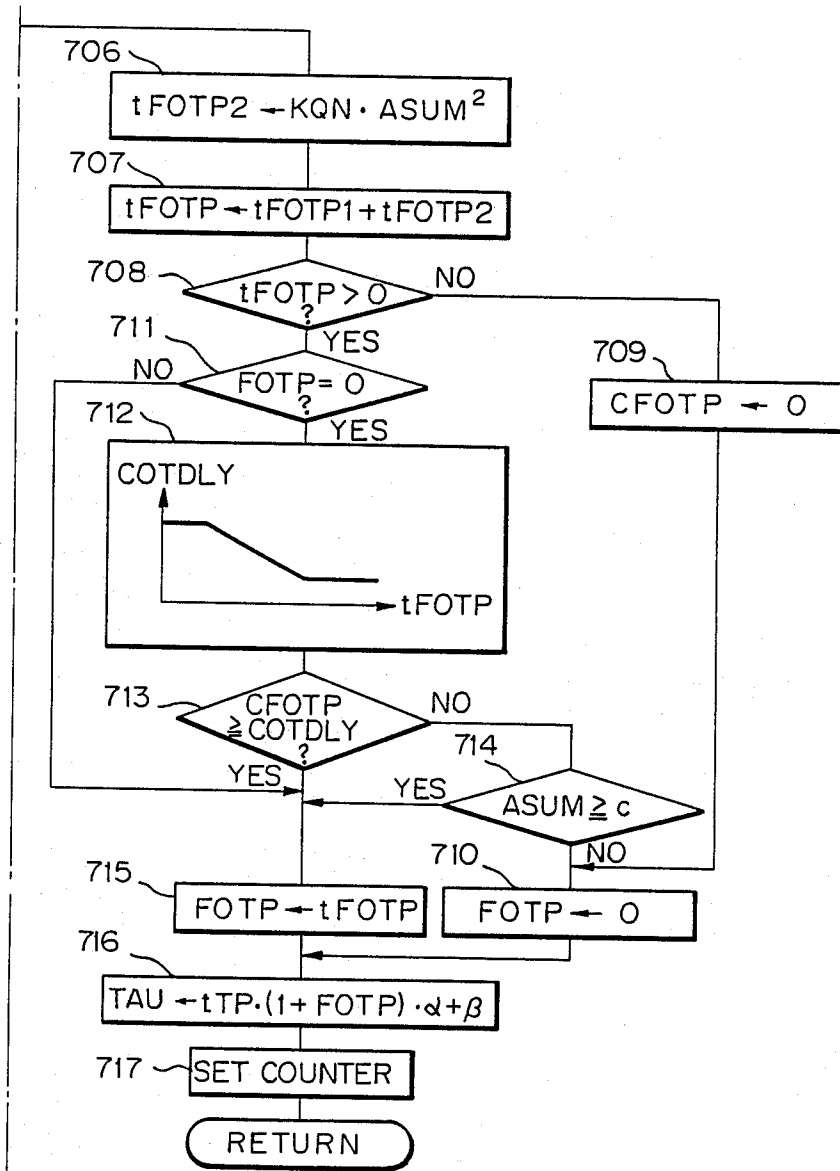 706
tFOTP2 ← KQN · ASUM²
707
tFOTP ← tFOTP1 + tFOTP2
708
tFOTP > 0
?
NO
YES
711
NO
FOTP = 0
?
YES
709
CFOTP ← 0
712
COTDLY
tFOTP
713
CFOTP
≧ COTDLY
?
NO
YES
714
YES
ASUM ≧ c
NO
710
715
FOTP ← tFOTP
FOTP ← 0
716
TAU ← tTP·(1 + FOTP)·α + β
717
SET COUNTER
RETURN